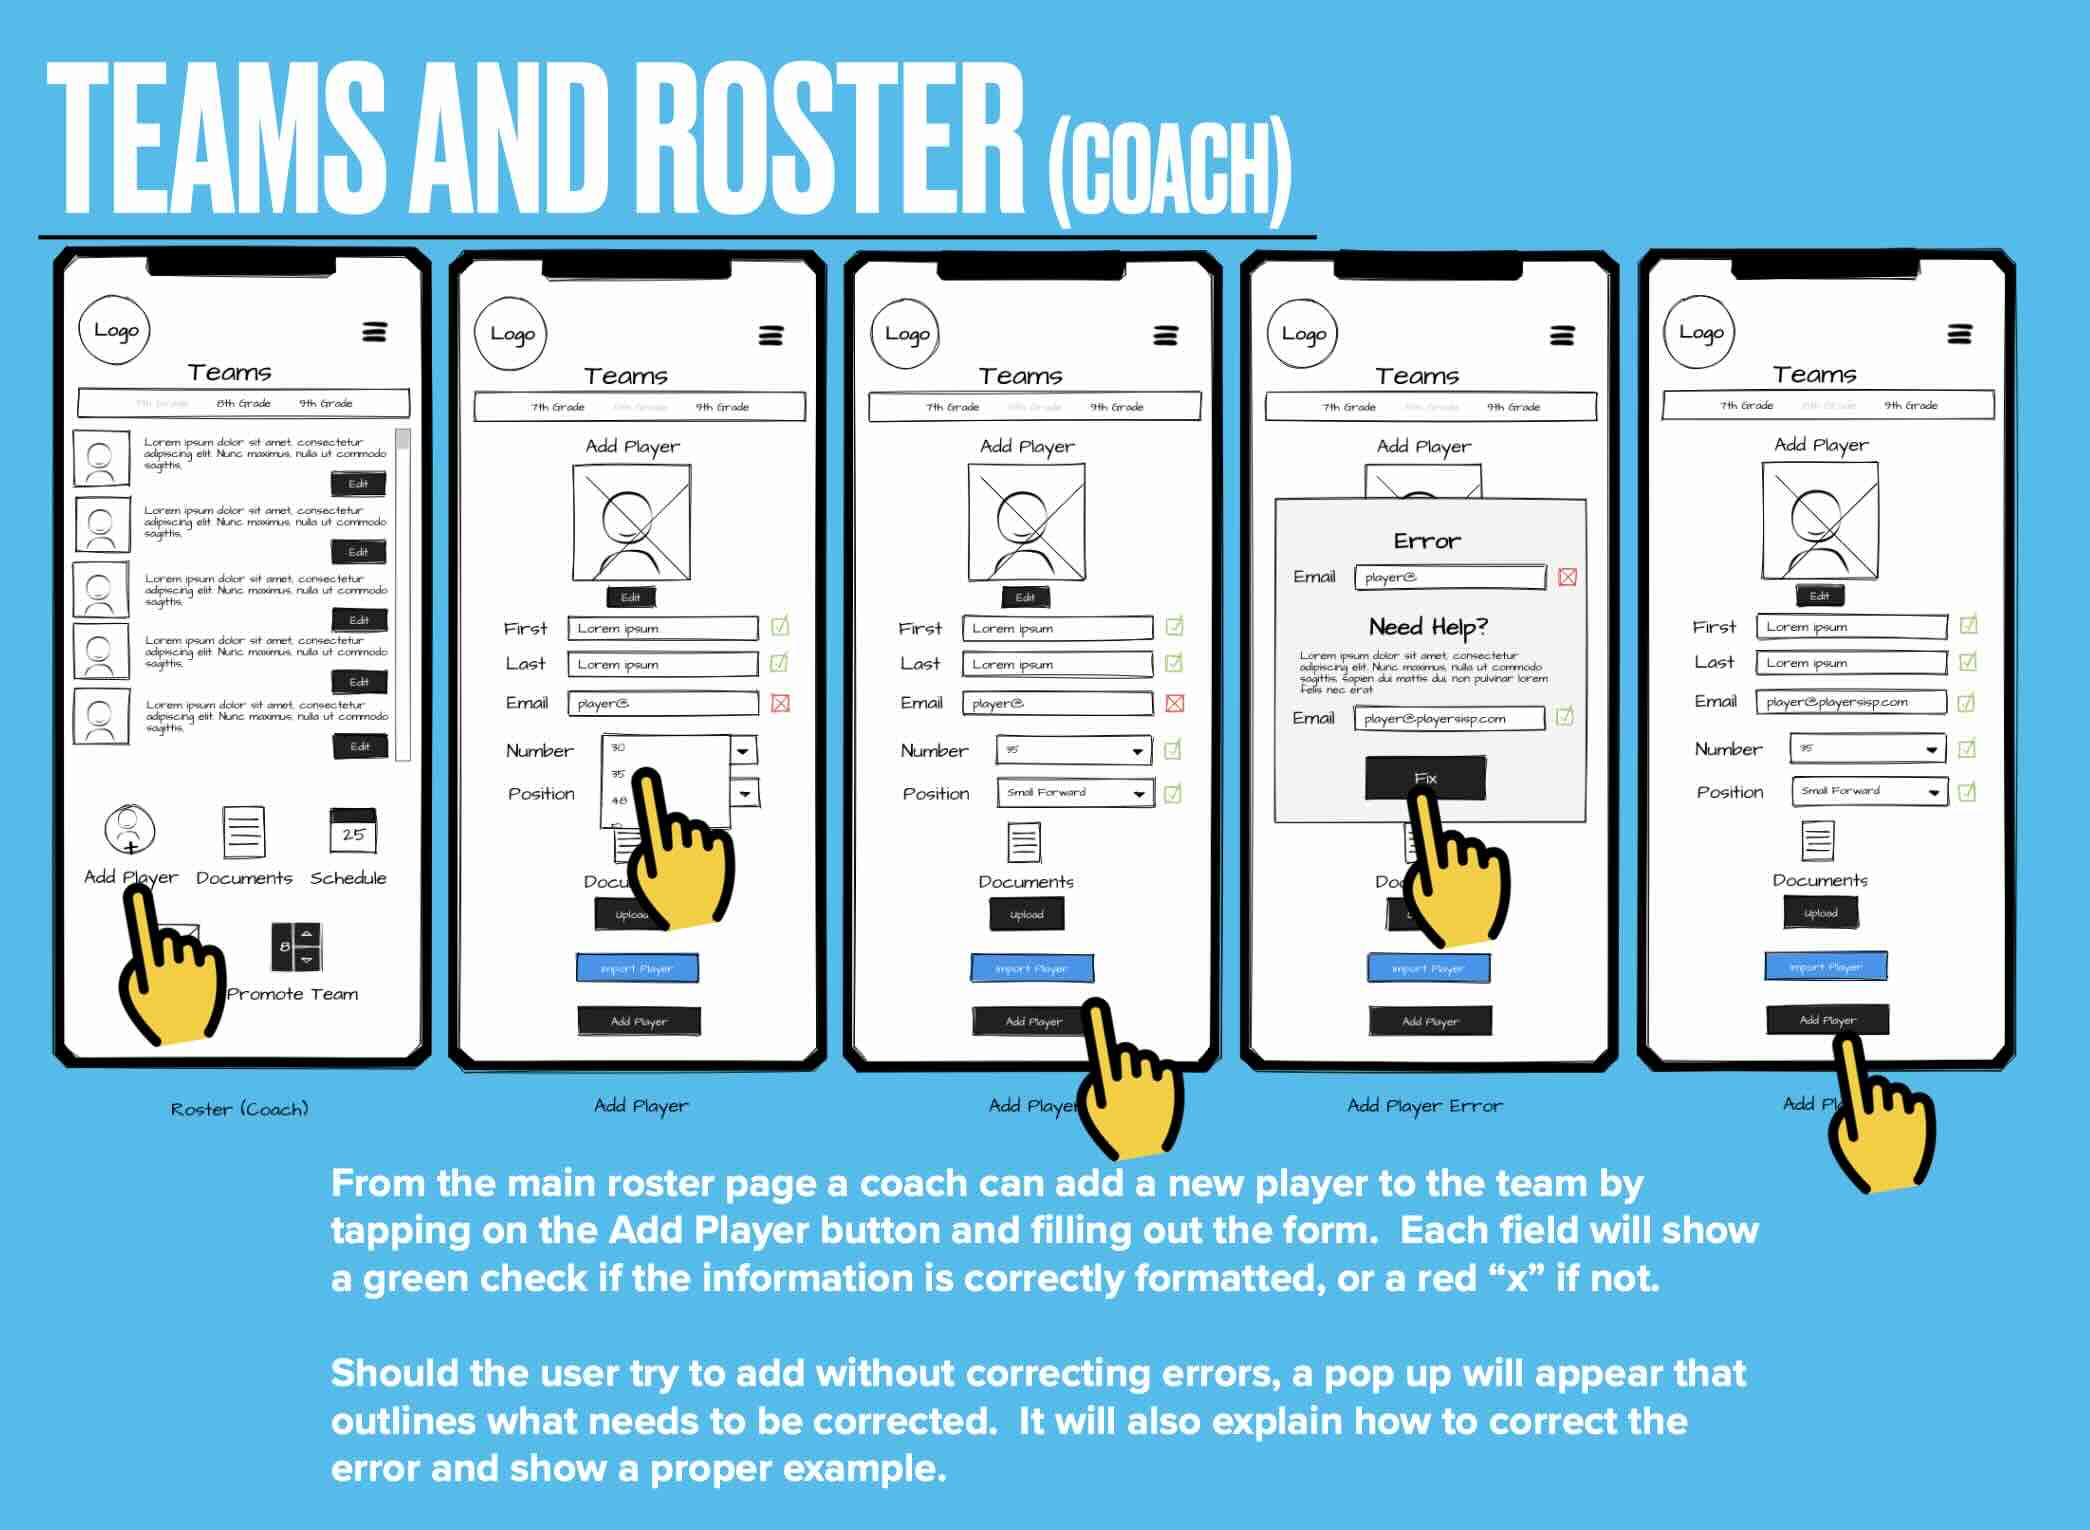 TEAMS AND ROSTER (COACH)
Logo
Teams
7th Grade 8th Grade 9th Grade
Lorem ipsum dolor sit amet, consectetur
adipiscing elit. Nunc maximus, nulla ut commodo
sagittis,
Edit
Lorem ipsum dolor sit amet, consectetur
adipiscing elit. Nunc maximus, nulla ut commodo
sagittis,
Edit
Lorem ipsum dolor sit amet, consectetur
adipiscing elit. Nunc maximus, nulla ut commodo
sagittis,
Edit
Lorem ipsum dolor sit amet, consectetur
adipiscing elit. Nunc maximus, nulla ut commodo
sagittis,
Edit
Lorem ipsum dolor sit amet, consectetur
adipiscing elit. Nunc maximus, nulla ut commodo
sagittis,
Edit
25
Add Player Documents Schedule
8
Promote Team
Roster (Coach)
Logo
Teams
7th Grade 8th Grade 9th Grade
Add Player
Edit
First Lorem ipsum
Last Lorem ipsum
Email player@
Number
30
35
48
Position
Docu
Upload
Import Player
Add Player
Add Player
Logo
Teams
7th Grade 8th Grade 9th Grade
Add Player
Edit
First Lorem ipsum
Last Lorem ipsum
Email player@
Number 35
Position Small Forward
Documents
Upload
Import Player
Add Player
Add Player
Logo
Teams
7th Grade 8th Grade 9th Grade
Add Player
Error
Email player@
Need Help?
Lorem ipsum dolor sit amet, consectetur
adipiscing elit. Nunc maximus, nulla ut commodo
sagittis, sapien dui mattis dui, non pulvinar lorem
felis nec erat
Email player@playersisp.com
Fix
Do
U
Import Player
Add Player
Add Player Error
Logo
Teams
7th Grade 8th Grade 9th Grade
Add Player
Edit
First Lorem ipsum
Last Lorem ipsum
Email player@playersisp.com
Number 35
Position Small Forward
Documents
Upload
Import Player
Add Player
Add Pl
From the main roster page a coach can add a new player to the team by
tapping on the Add Player button and filling out the form. Each field will show
a green check if the information is correctly formatted, or a red “x” if not.
Should the user try to add without correcting errors, a pop up will appear that
outlines what needs to be corrected. It will also explain how to correct the
error and show a proper example.